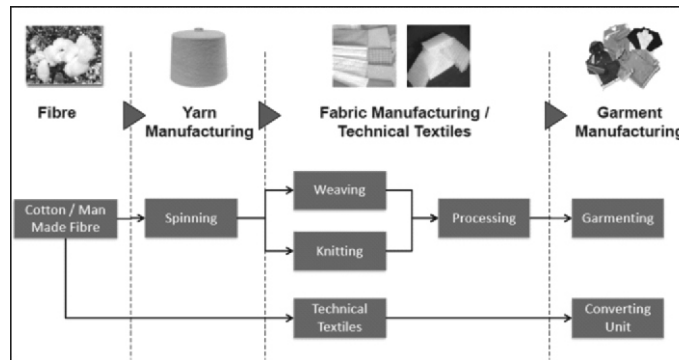 Fibre
Yarn
Manufacturing
Fabric Manufacturing /
Technical Textiles
Garment
Manufacturing
Cotton / Man
Made Fibre
Spinning
Weaving
Knitting
Processing
Garmenting
Technical
Textiles
Converting
Unit